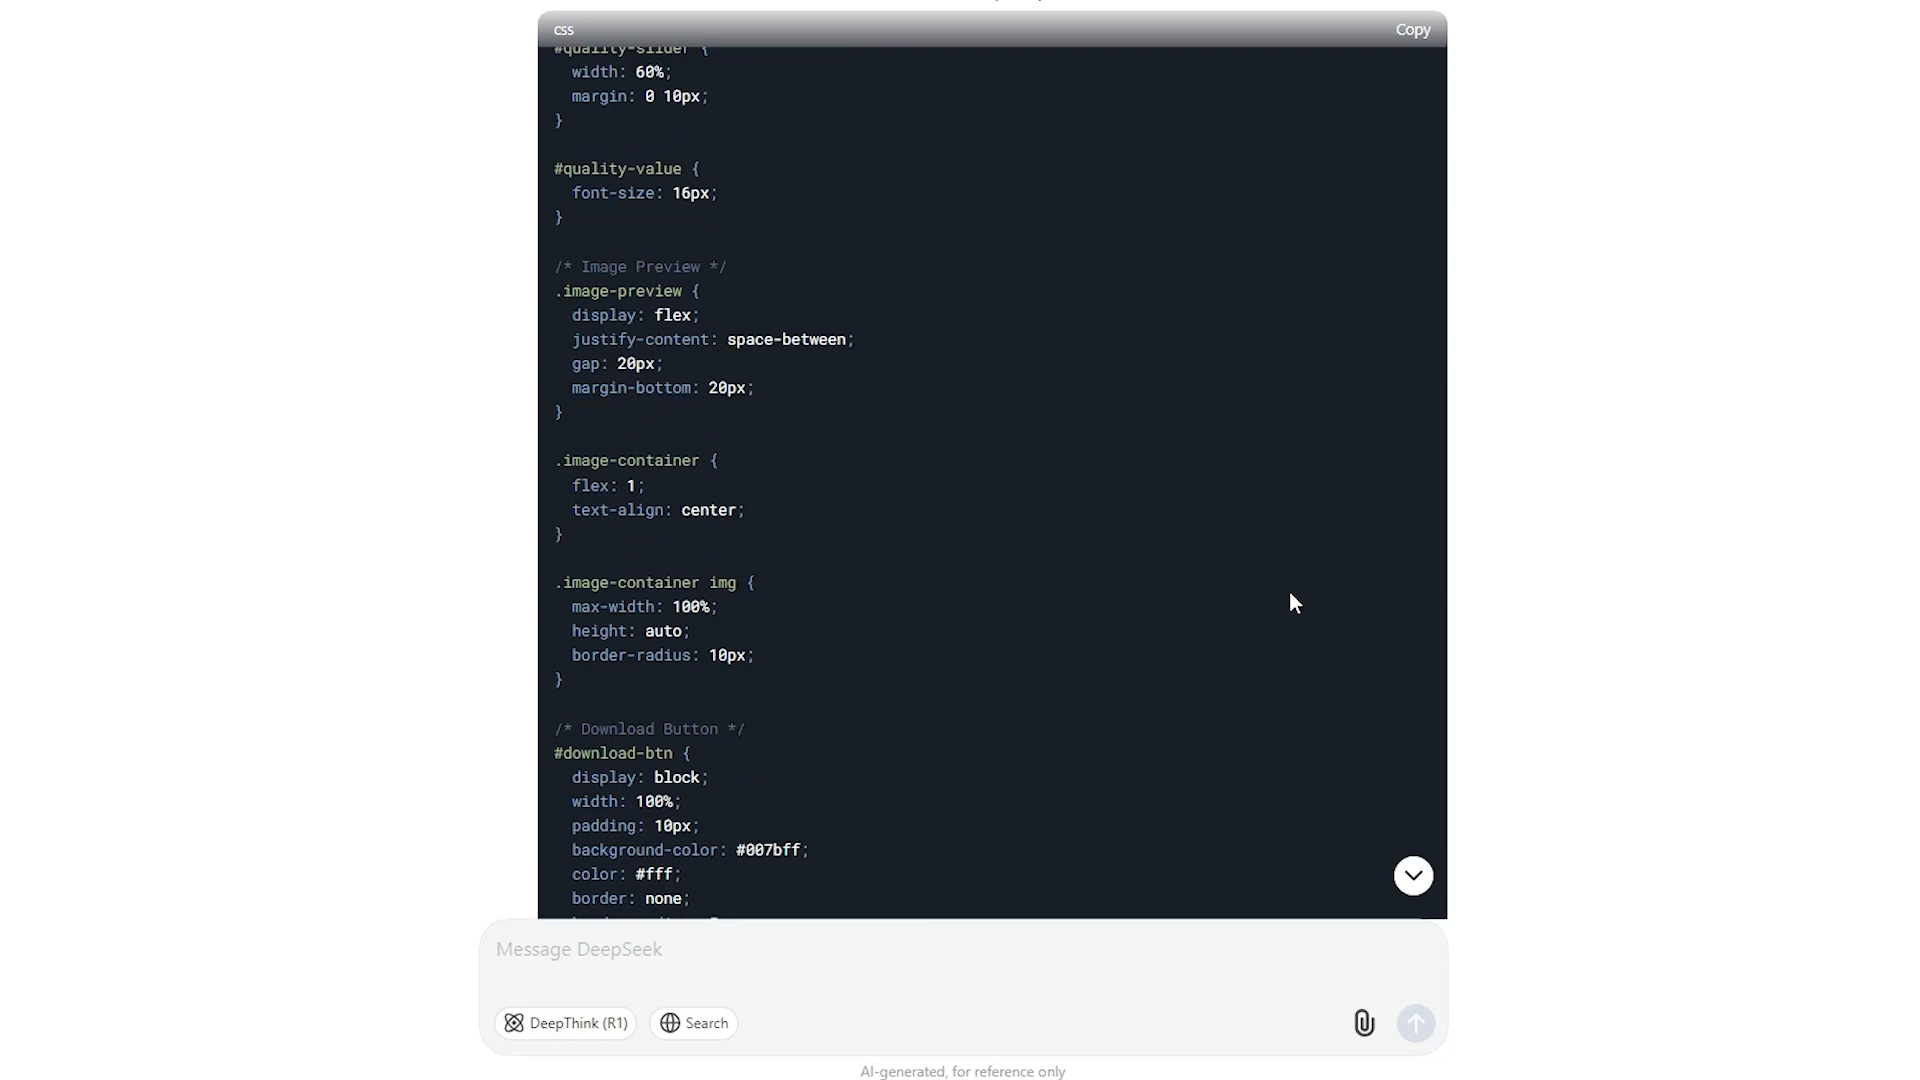 css
Copy
#quality-slider {
width: 60%;
margin: 0 10px;
}
#quality-value {
font-size: 16px;
}
/* Image Preview */
.image-preview {
display: flex;
justify-content: space-between;
gap: 20px;
margin-bottom: 20px;
}
.image-container {
flex: 1;
text-align: center;
}
.image-container img {
max-width: 100%;
height: auto;
border-radius: 10px;
}
/* Download Button */
#download-btn {
display: block;
width: 100%;
padding: 10px;
background-color: #007bff;
color: #fff;
border: none;
Message DeepSeek
DeepThink (R1)
Search
AI-generated, for reference only